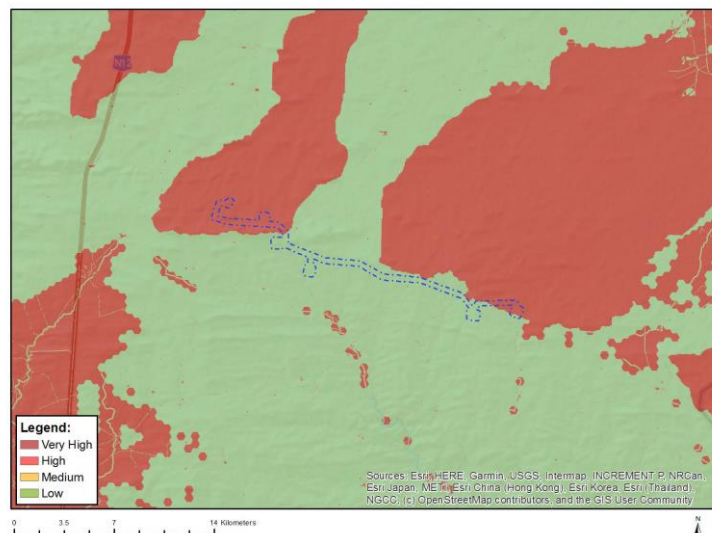 N12
Legend:
Very High
High
Medium
Low
Sources: Esri, HERE, Garmin, USGS, Intermap, INCREMENT P, NRCan,
Esri Japan, METI, Esri China (Hong Kong), Esri Korea, Esri (Thailand),
NGCC, (c) OpenStreetMap contributors, and the GIS User Community
0 3.5 7 14 Kilometers
N